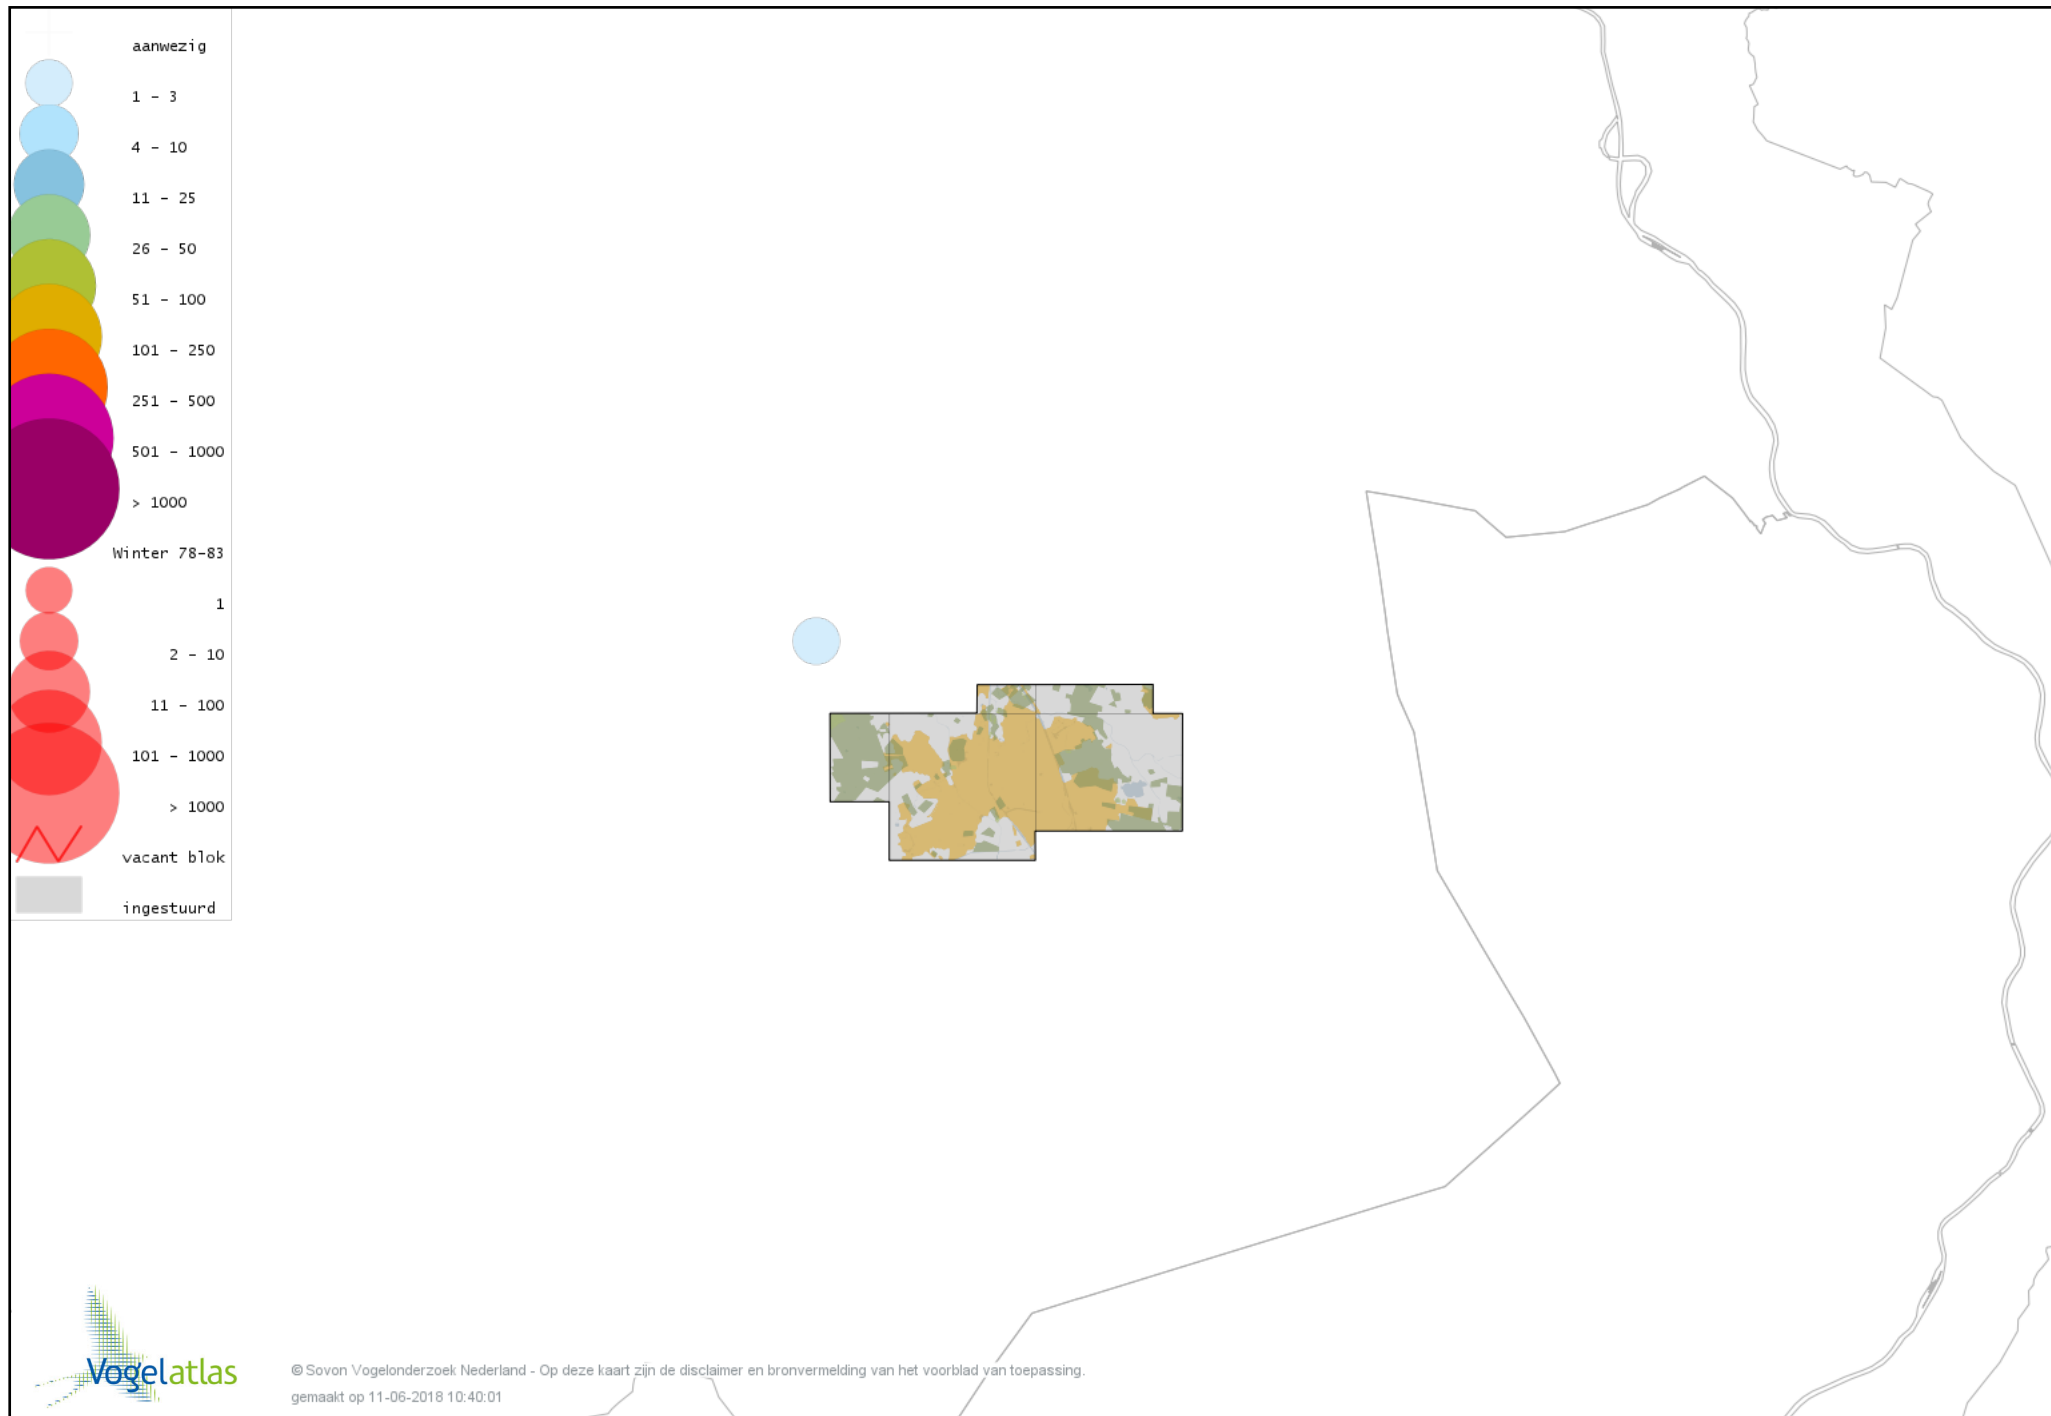 aanwezig
1 - 3
4 - 10
11 - 25
26 - 50
51 - 100
101 - 250
251 - 500
501 - 1000
> 1000
Winter 78-83
1
2 - 10
11 - 100
101 - 1000
> 1000
vacant blok
ingestuurd
Vogelatlas
© Sovon Vogelonderzoek Nederland - Op deze kaart zijn de disclaimer en bronvermelding van het voorblad van toepassing.
gemaakt op 11-06-2018 10:40:01